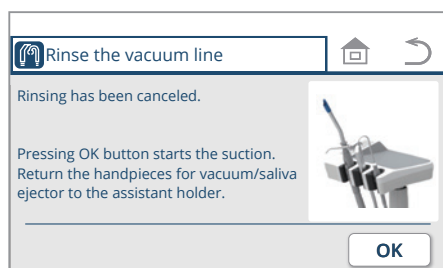 Rinse the vacuum line
Rinsing has been canceled.
Pressing OK button starts the suction.
Return the handpieces for vacuum/saliva
ejector to the assistant holder.
OK